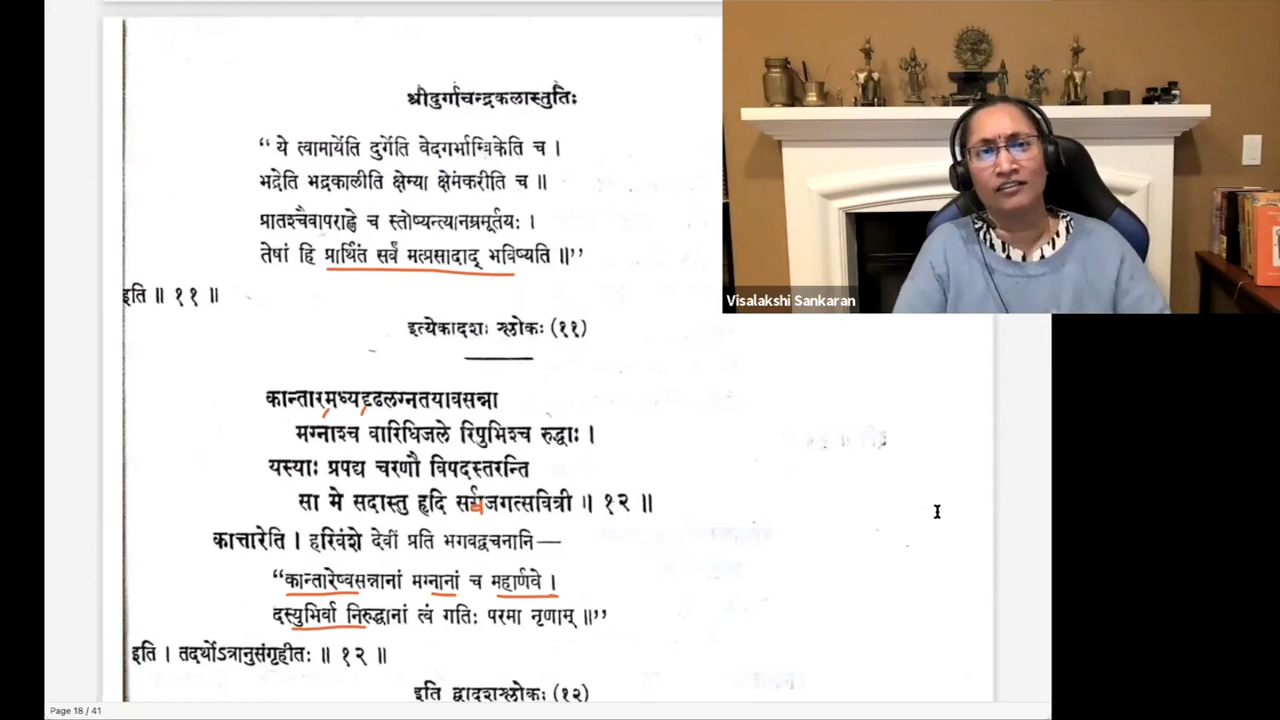 श्रीदुर्गाचन्द्रकलास्तुतिः
“ ये त्वामार्येति दुर्गेति वेदगर्भाम्बिकेति च ।
भद्रेति भद्रकालीति क्षेम्या क्षेमंकरीति च ॥
प्रातश्चैवापराह्णे च स्तोष्यन्त्यानम्रमूर्तयः ।
तेषां हि प्रार्थितं सर्वं मत्प्रसादाद् भविष्यति ॥”
इति ॥ ११ ॥
इत्येकादशः श्लोकः (११)
कान्तारमध्यदृढलग्नतयावसन्ना
मग्नाश्च वारिधिजले रिपुभिश्च रुद्धाः ।
यस्याः प्रपद्य चरणौ विपदस्तरन्ति
सा मे सदास्तु हृदि सर्वजगत्सवित्री ॥ १२ ॥
कात्तारेति । हरिवंशे देवीं प्रति भगवद्वचनानि—
“कान्तारेष्वसन्नानां मग्नानां च महार्णवे ।
दस्युभिर्वा निरुद्धानां त्वं गतिः परमा नृणाम् ॥”
इति । तदर्थोऽत्रानुसंगृहीतः ॥ १२ ॥
इति द्वादशश्लोकः (१२)
Visalakshi Sankaran
Page 18 / 41